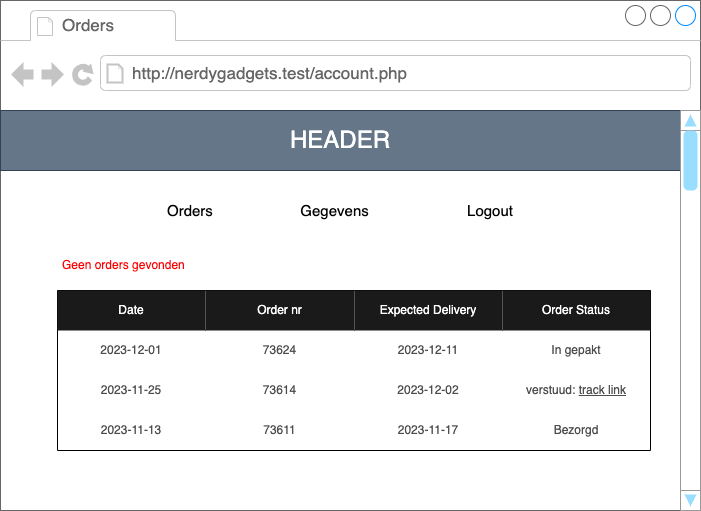 Orders
http://nerdygadgets.test/account.php
HEADER
Orders Gegevens Logout
Geen orders gevonden
Date Order nr Expected Delivery Order Status
2023-12-01 73624 2023-12-11 In gepakt
2023-11-25 73614 2023-12-02 verstuud: track link
2023-11-13 73611 2023-11-17 Bezorgd